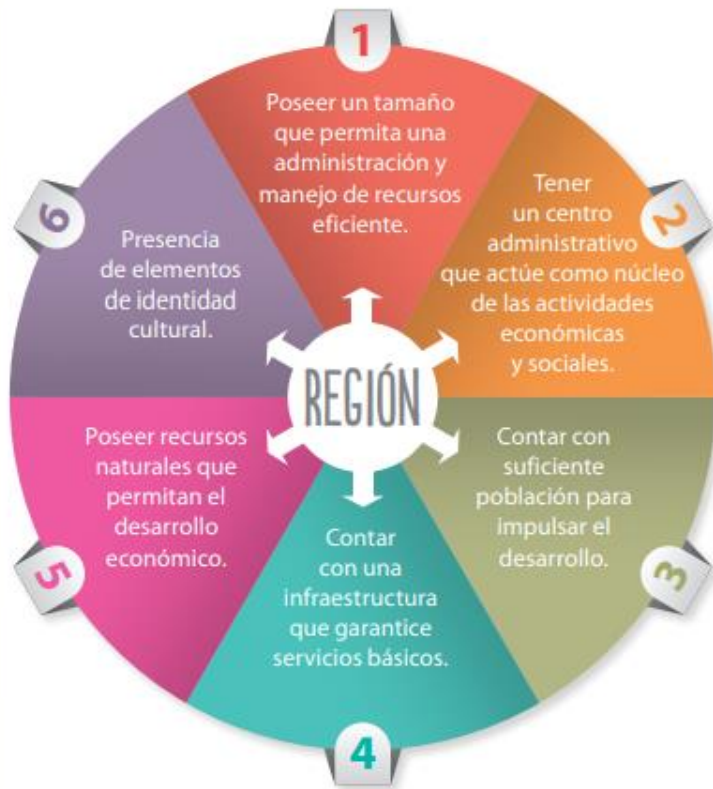 1
Poseer un tamaño
que permita una
administración y
manejo de recursos
eficiente.
2
Tener
un centro
administrativo
que actúe como núcleo
de las actividades
económicas
y sociales.
3
Contar con
suficiente
población para
impulsar el
desarrollo.
4
Contar
con una
infraestructura
que garantice
servicios básicos.
5
Poseer recursos
naturales que
permitan el
desarrollo
económico.
6
Presencia
de elementos
de identidad
cultural.
REGIÓN